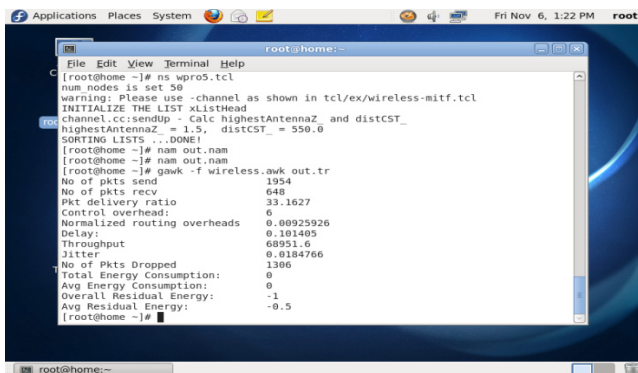 Applications Places System Fri Nov 6, 1:22 PM root
root@home:~
File Edit View Terminal Help
[root@home ~]# ns wpro5.tcl
num_nodes is set 50
warning: Please use -channel as shown in tcl/ex/wireless-mitf.tcl
INITIALIZE THE LIST xListHead
channel.cc:sendUp - Calc highestAntennaZ_ and distCST_
highestAntennaZ_ = 1.5, distCST_ = 550.0
SORTING LISTS ...DONE!
[root@home ~]# nam out.nam
[root@home ~]# nam out.nam
[root@home ~]# gawk -f wireless.awk out.tr
No of pkts send 1954
No of pkts recv 648
Pkt delivery ratio 33.1627
Control overhead: 6
Normalized routing overheads 0.00925926
Delay: 0.101405
Throughput 68951.6
Jitter 0.0184766
No of Pkts Dropped 1306
Total Energy Consumption: 0
Avg Energy Consumption: 0
Overall Residual Energy: -1
Avg Residual Energy: -0.5
[root@home ~]#
root@home:~